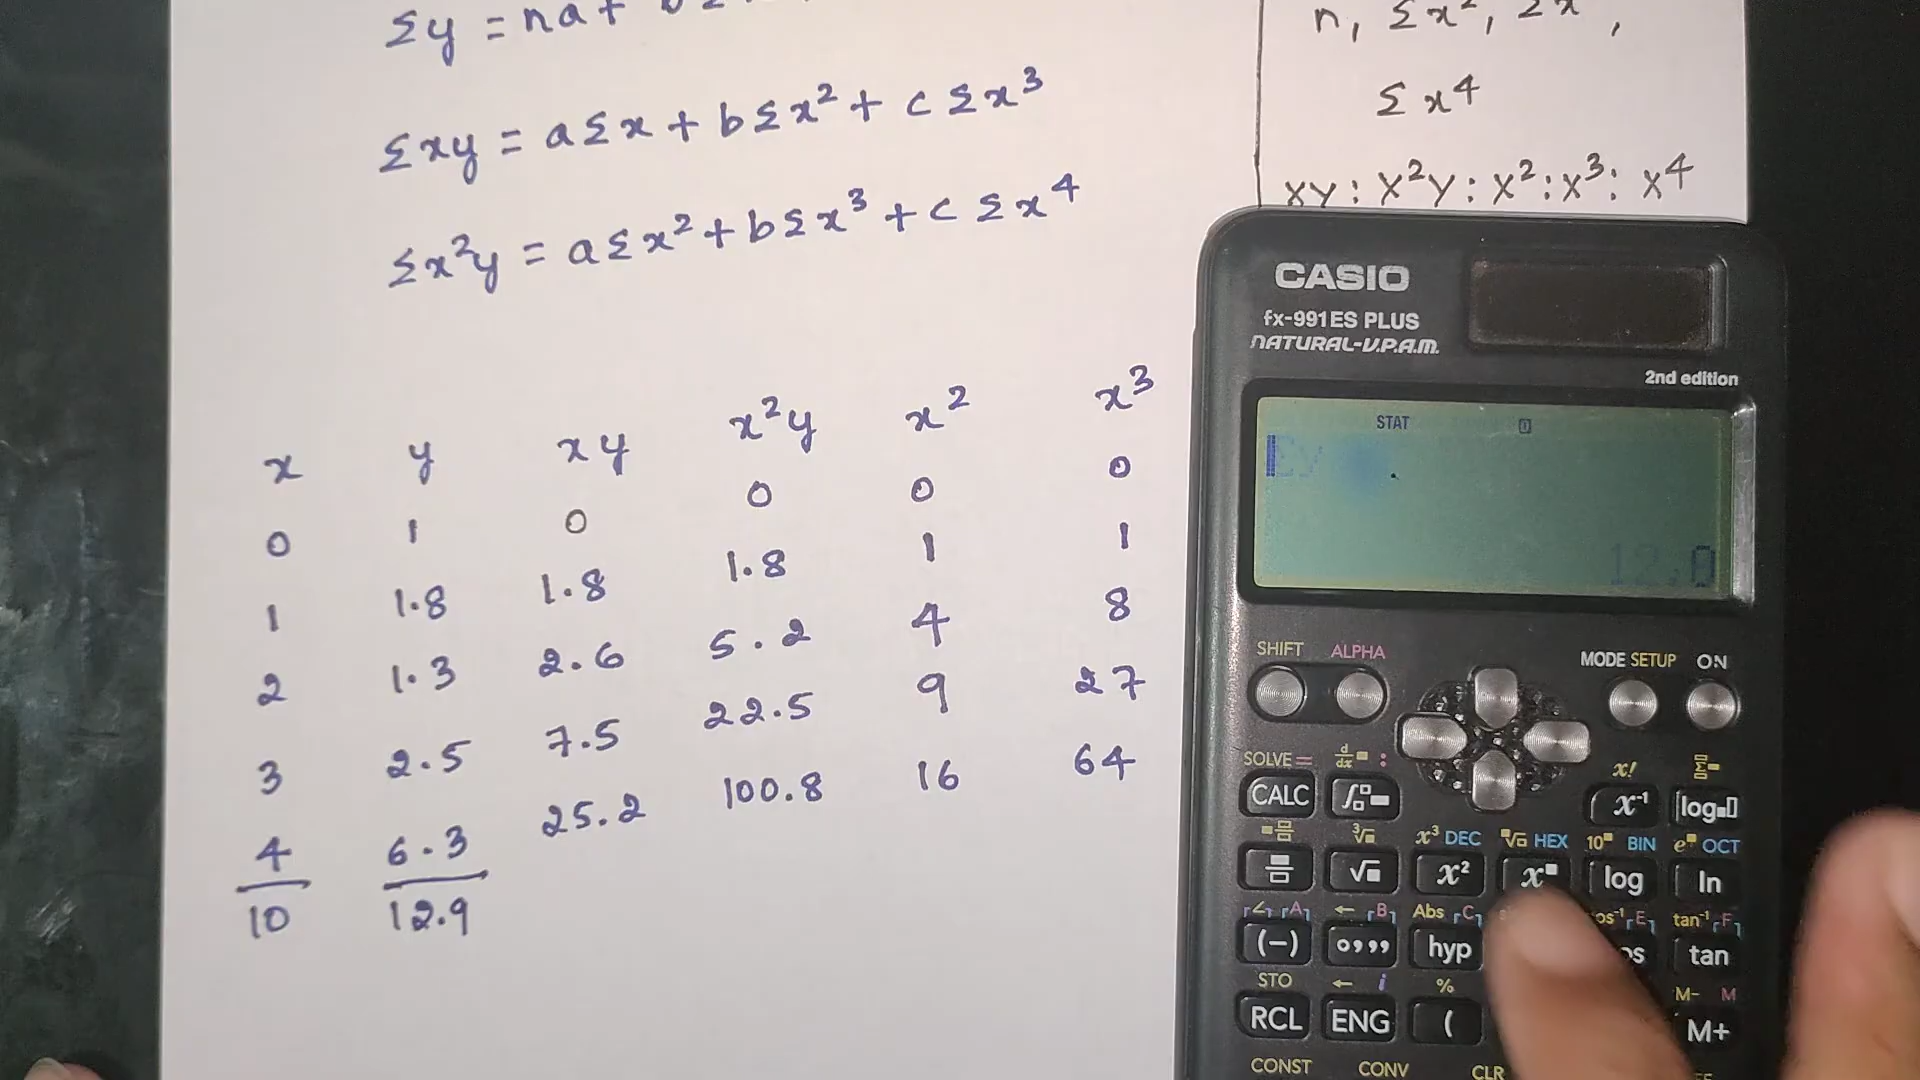 Σy = na +
Σxy = aΣx + bΣx² + cΣx³
Σx²y = aΣx² + bΣx³ + cΣx⁴
n, Σx²,
Σx⁴
XY : X²Y : X² : X³ : X⁴
x y xy x²y x² x³
0 1 0 0 0 0
1 1.8 1.8 1.8 1 1
2 1.3 2.6 5.2 4 8
3 2.5 7.5 22.5 9 27
4 6.3 25.2 100.8 16 64
10 12.9
CASIO
fx-991ES PLUS
NATURAL-V.P.A.M.
2nd edition
STAT D
SHIFT ALPHA MODE SETUP ON
SOLVE = d/dx : x! Σ
CALC ∫ x⁻¹ log
³√ x³ DEC √ HEX 10 BIN e OCT
√ x² x log ln
∠ A ← B Abs C E tan⁻¹ F
(−) °,,, hyp tan
STO ← i % M- M
RCL ENG ( M+
CONST CONV CLR